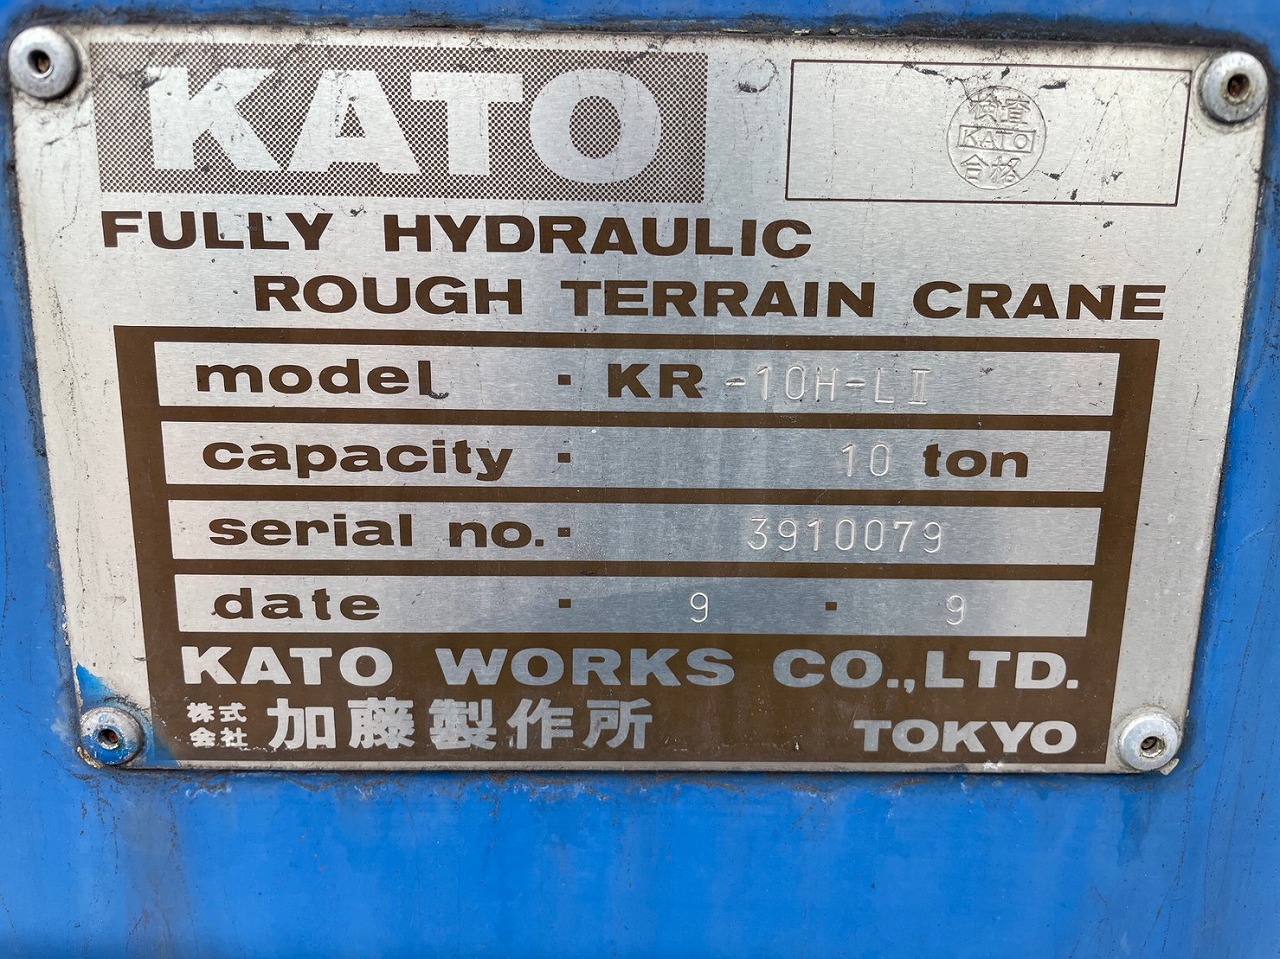 KATO
検査
KATO
合格
FULLY HYDRAULIC
ROUGH TERRAIN CRANE
model · KR-10H-LII
capacity · 10 ton
serial no. · 3910079
date · 9 · 9
KATO WORKS CO.,LTD.
株式会社 加藤製作所 TOKYO